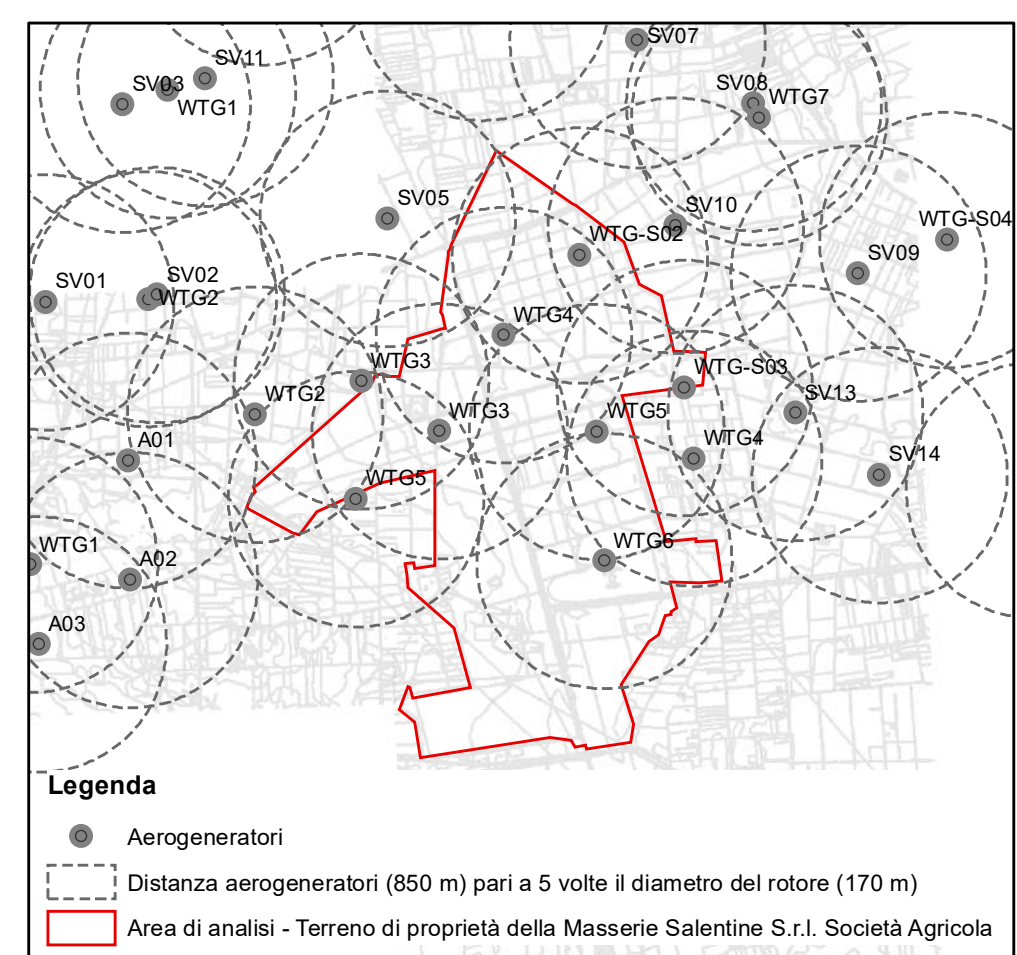 SV07
SV11
SV03
WTG1
SV08
WTG7
SV05
SV10
WTG-S04
WTG-S02
SV09
SV02
SV01
WTG2
WTG4
WTG3
WTG-S03
WTG2
WTG3
WTG5
SV13
A01
WTG4
SV14
WTG5
WTG1
WTG6
A02
A03
Legenda
Aerogeneratori
Distanza aerogeneratori (850 m) pari a 5 volte il diametro del rotore (170 m)
Area di analisi - Terreno di proprietà della Masserie Salentine S.r.l. Società Agricola